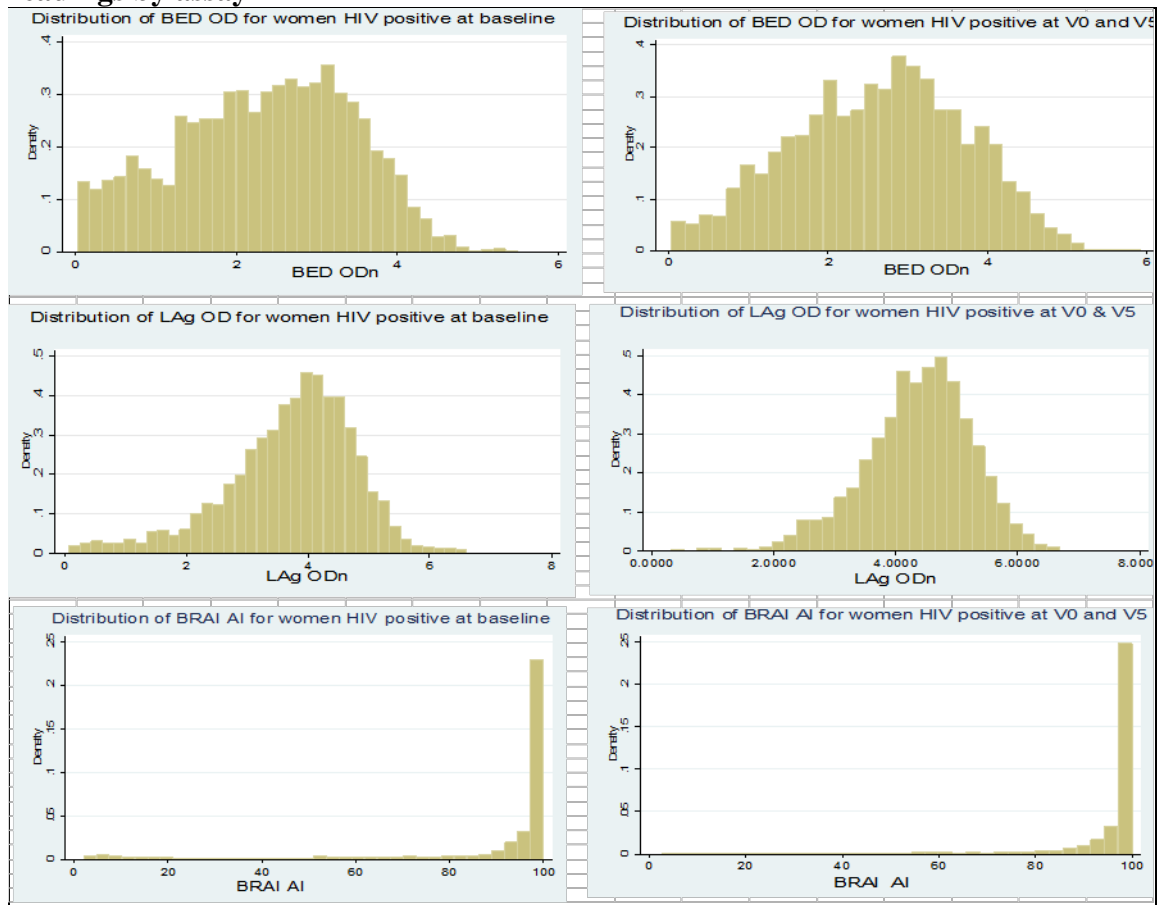 Distribution of BED OD for women HIV positive at baseline
.4
.3
.2
.1
0
Density
0 2 4 6
BED ODn
Distribution of BED OD for women HIV positive at V0 and V5
.4
.3
.2
.1
0
Density
0 2 4 6
BED ODn
Distribution of LAg OD for women HIV positive at baseline
.5
.4
.3
.2
.1
0
Density
0 2 4 6 8
LAg ODn
Distribution of LAg OD for women HIV positive at V0 & V5
.5
.4
.3
.2
.1
0
Density
0.0000 2.0000 4.0000 6.0000 8.0000
LAg ODn
Distribution of BRAI AI for women HIV positive at baseline
.25
.2
.15
.1
.05
0
Density
0 20 40 60 80 100
BRAI AI
Distribution of BRAI AI for women HIV positive at V0 and V5
.25
.2
.15
.1
.05
0
Density
0 20 40 60 80 100
BRAI AI